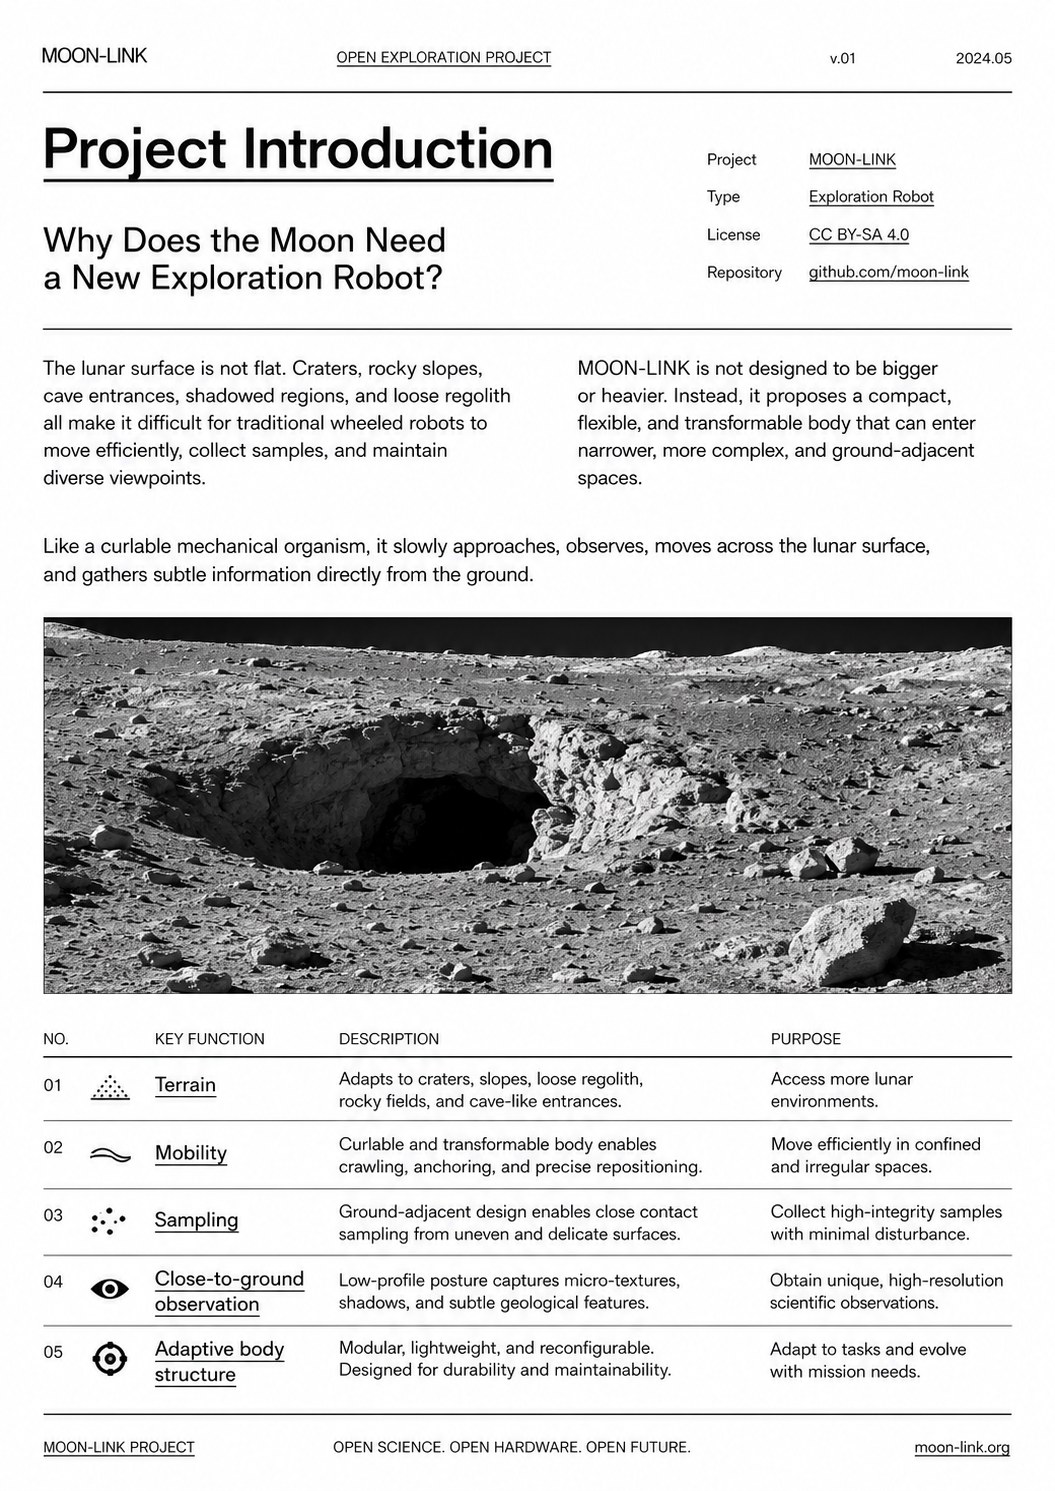 MOON-LINK
OPEN EXPLORATION PROJECT
v.01
2024.05
Project Introduction
Why Does the Moon Need
a New Exploration Robot?
Project MOON-LINK
Type Exploration Robot
License CC BY-SA 4.0
Repository github.com/moon-link
The lunar surface is not flat. Craters, rocky slopes,
cave entrances, shadowed regions, and loose regolith
all make it difficult for traditional wheeled robots to
move efficiently, collect samples, and maintain
diverse viewpoints.
MOON-LINK is not designed to be bigger
or heavier. Instead, it proposes a compact,
flexible, and transformable body that can enter
narrower, more complex, and ground-adjacent
spaces.
Like a curlable mechanical organism, it slowly approaches, observes, moves across the lunar surface,
and gathers subtle information directly from the ground.
NO. KEY FUNCTION DESCRIPTION PURPOSE
01
Terrain
Adapts to craters, slopes, loose regolith,
rocky fields, and cave-like entrances.
Access more lunar
environments.
02
Mobility
Curlable and transformable body enables
crawling, anchoring, and precise repositioning.
Move efficiently in confined
and irregular spaces.
03
Sampling
Ground-adjacent design enables close contact
sampling from uneven and delicate surfaces.
Collect high-integrity samples
with minimal disturbance.
04
Close-to-ground
observation
Low-profile posture captures micro-textures,
shadows, and subtle geological features.
Obtain unique, high-resolution
scientific observations.
05
Adaptive body
structure
Modular, lightweight, and reconfigurable.
Designed for durability and maintainability.
Adapt to tasks and evolve
with mission needs.
MOON-LINK PROJECT
OPEN SCIENCE. OPEN HARDWARE. OPEN FUTURE.
moon-link.org